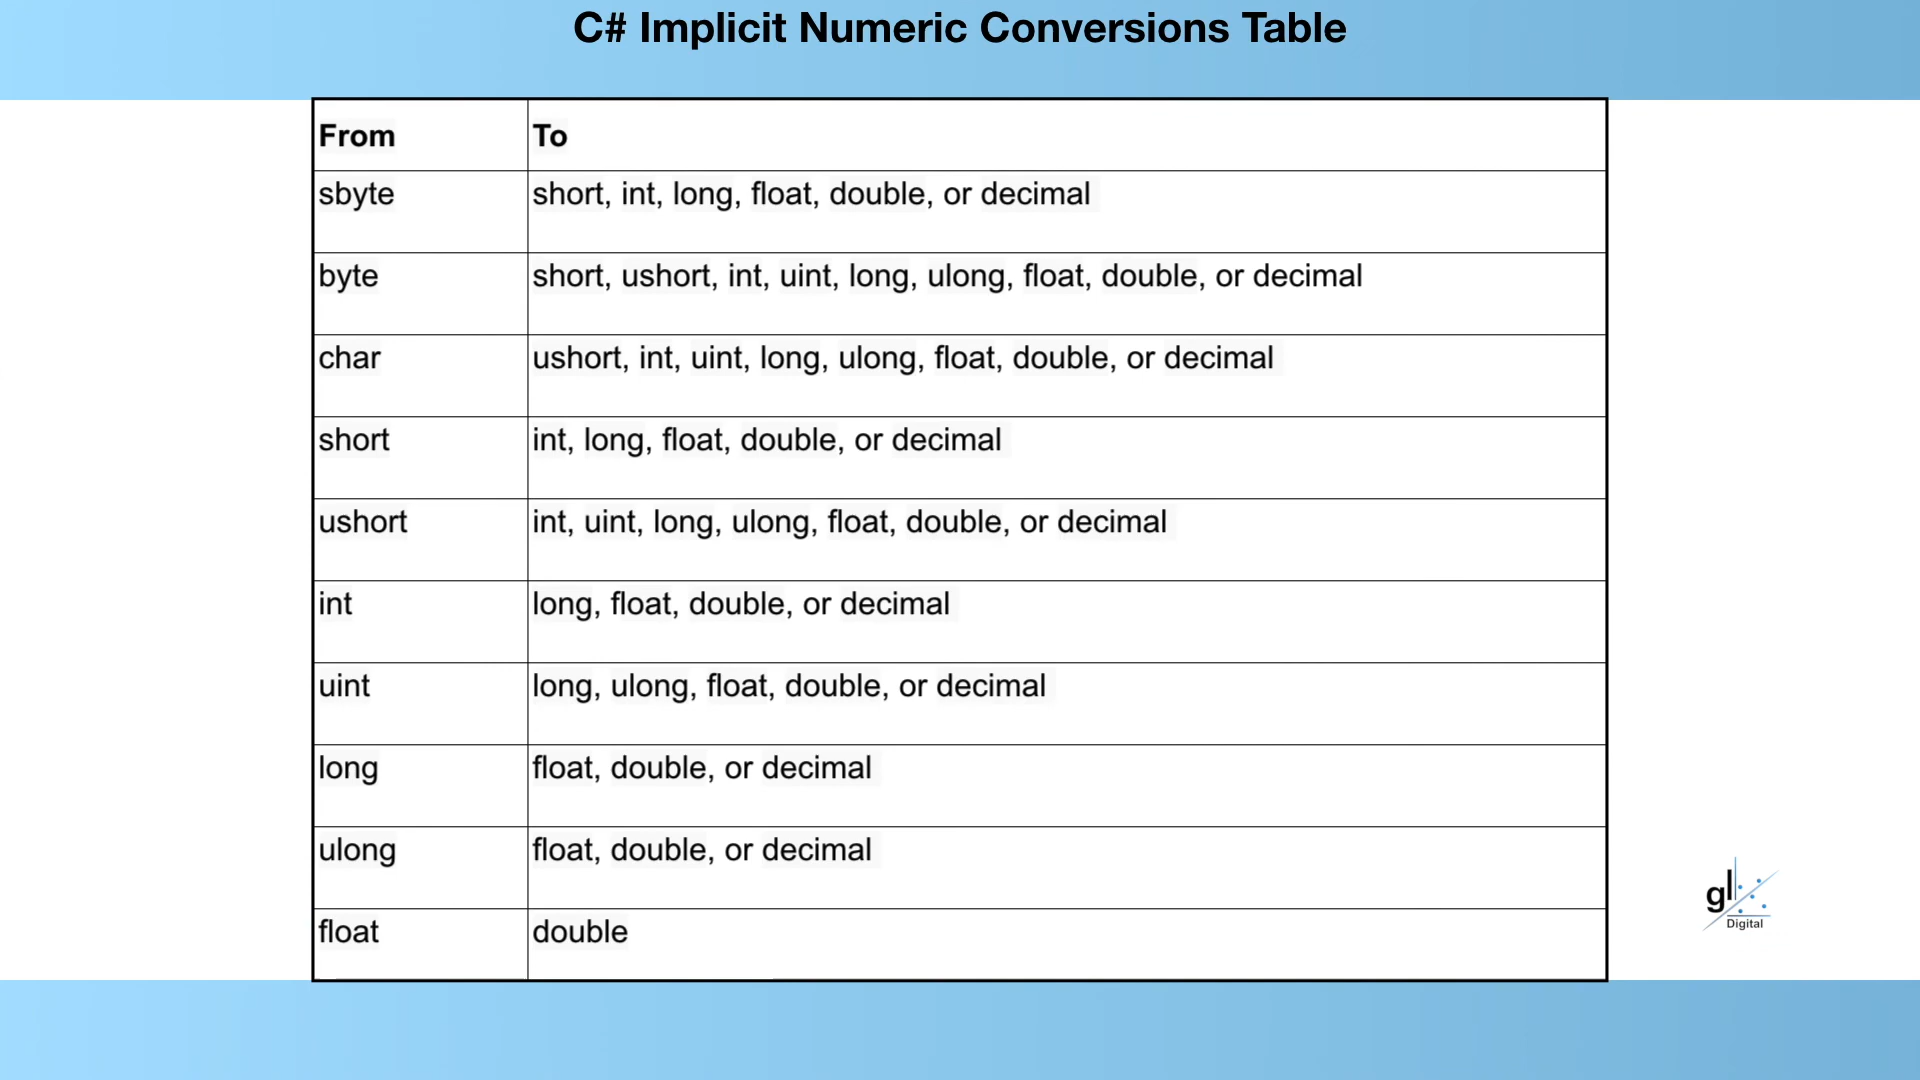 C# Implicit Numeric Conversions Table
From To
sbyte short, int, long, float, double, or decimal
byte short, ushort, int, uint, long, ulong, float, double, or decimal
char ushort, int, uint, long, ulong, float, double, or decimal
short int, long, float, double, or decimal
ushort int, uint, long, ulong, float, double, or decimal
int long, float, double, or decimal
uint long, ulong, float, double, or decimal
long float, double, or decimal
ulong float, double, or decimal
float double
gl
Digital